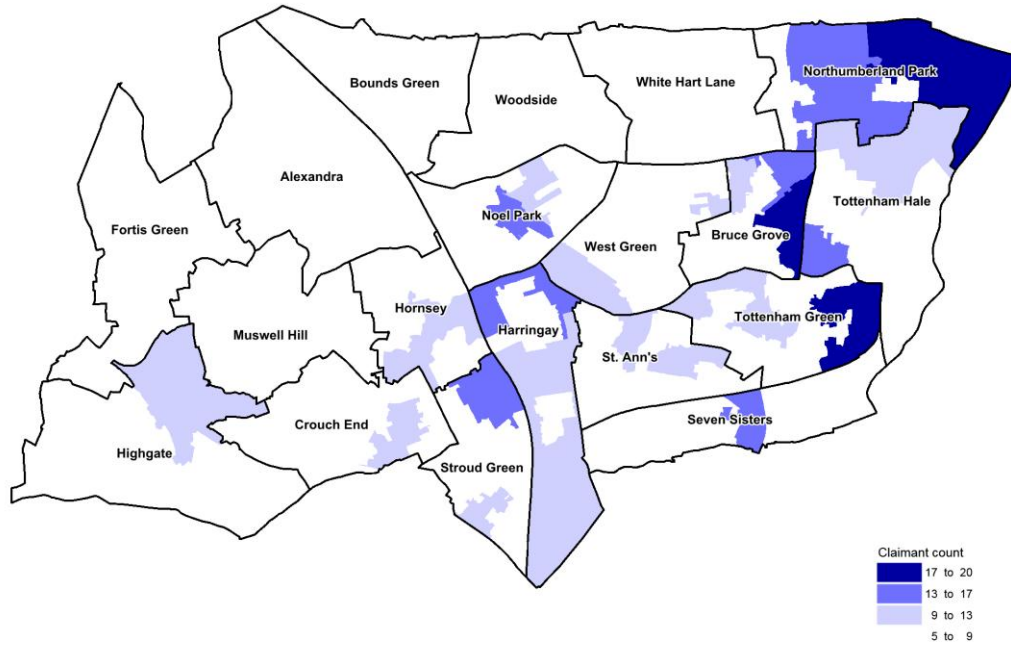 Bounds Green
Woodside
White Hart Lane
Northumberland Park
Alexandra
Fortis Green
Noel Park
Tottenham Hale
West Green
Bruce Grove
Hornsey
Muswell Hill
Harringay
Tottenham Green
St. Ann's
Crouch End
Seven Sisters
Highgate
Stroud Green
Claimant count
17 to 20
13 to 17
9 to 13
5 to 9